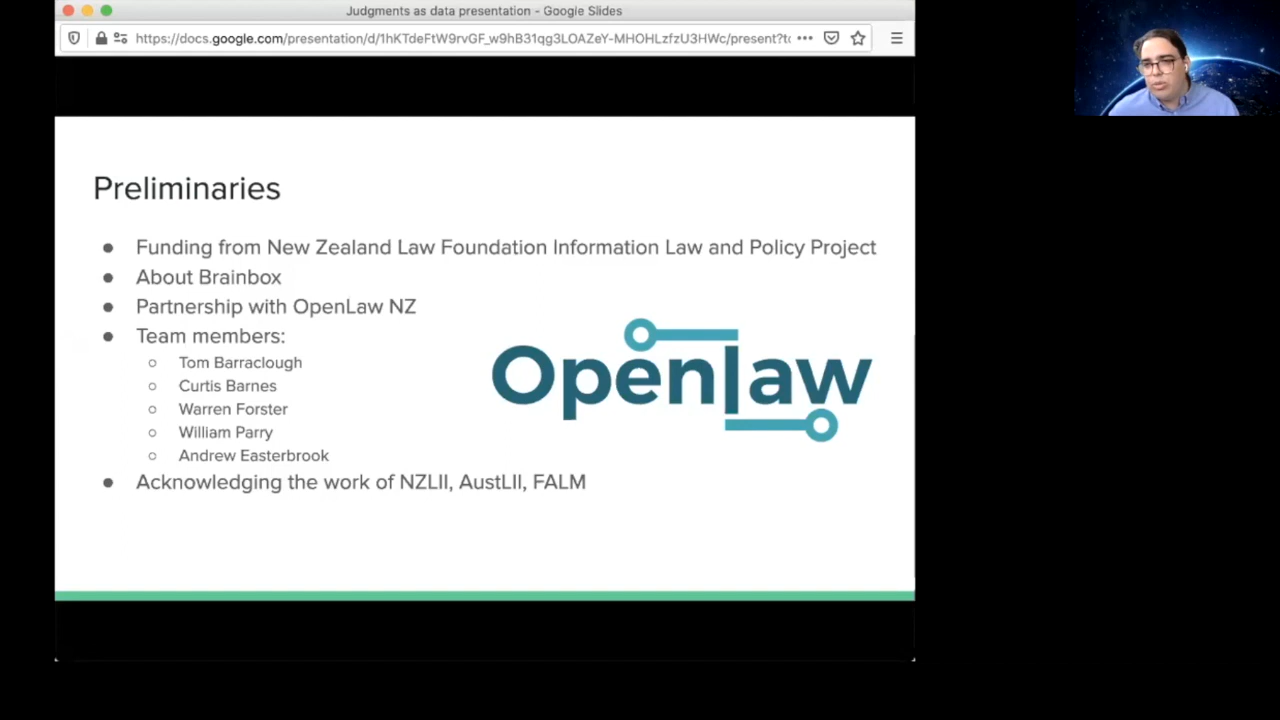 Judgments as data presentation - Google Slides
https://docs.google.com/presentation/d/1hKTdeFtW9rvGF_w9hB31qg3LOAZeY-MHOHLzfzU3HWc/present?to
Preliminaries
● Funding from New Zealand Law Foundation Information Law and Policy Project
● About Brainbox
● Partnership with OpenLaw NZ
● Team members:
○ Tom Barraclough
○ Curtis Barnes
○ Warren Forster
○ William Parry
○ Andrew Easterbrook
● Acknowledging the work of NZLII, AustLII, FALM
Openlaw